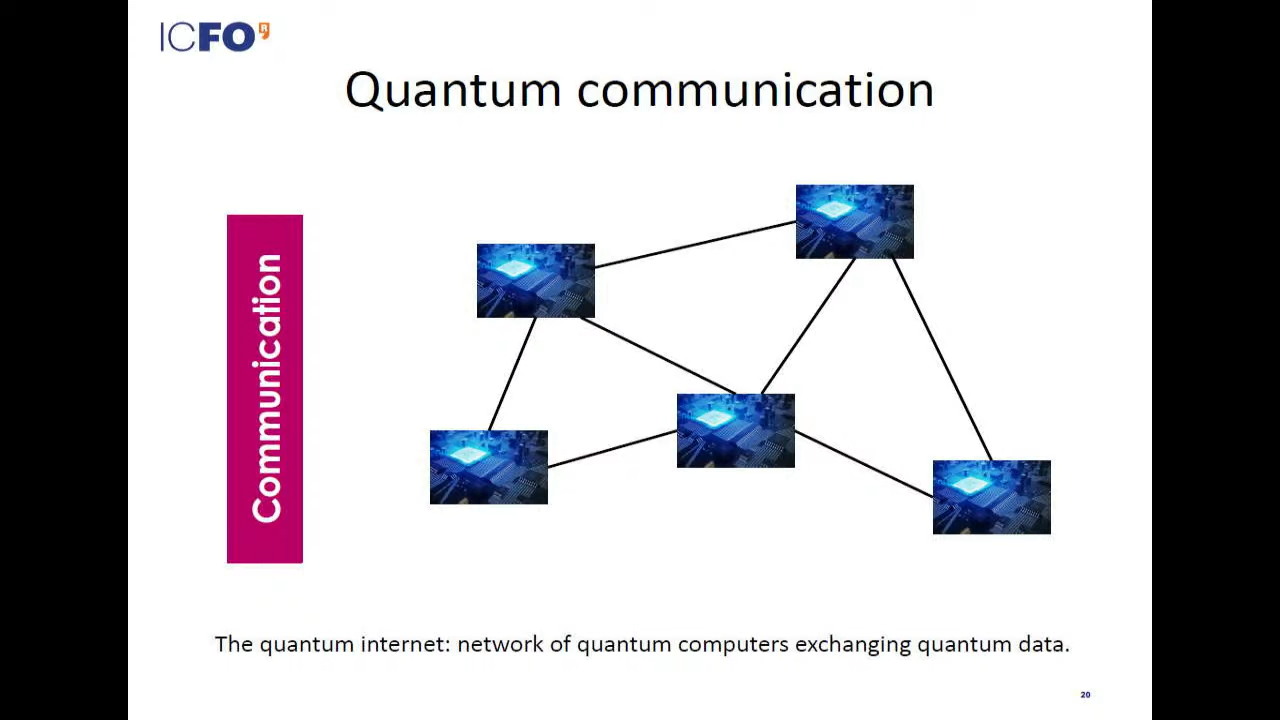 ICFO
Quantum communication
Communication
The quantum internet: network of quantum computers exchanging quantum data.
20